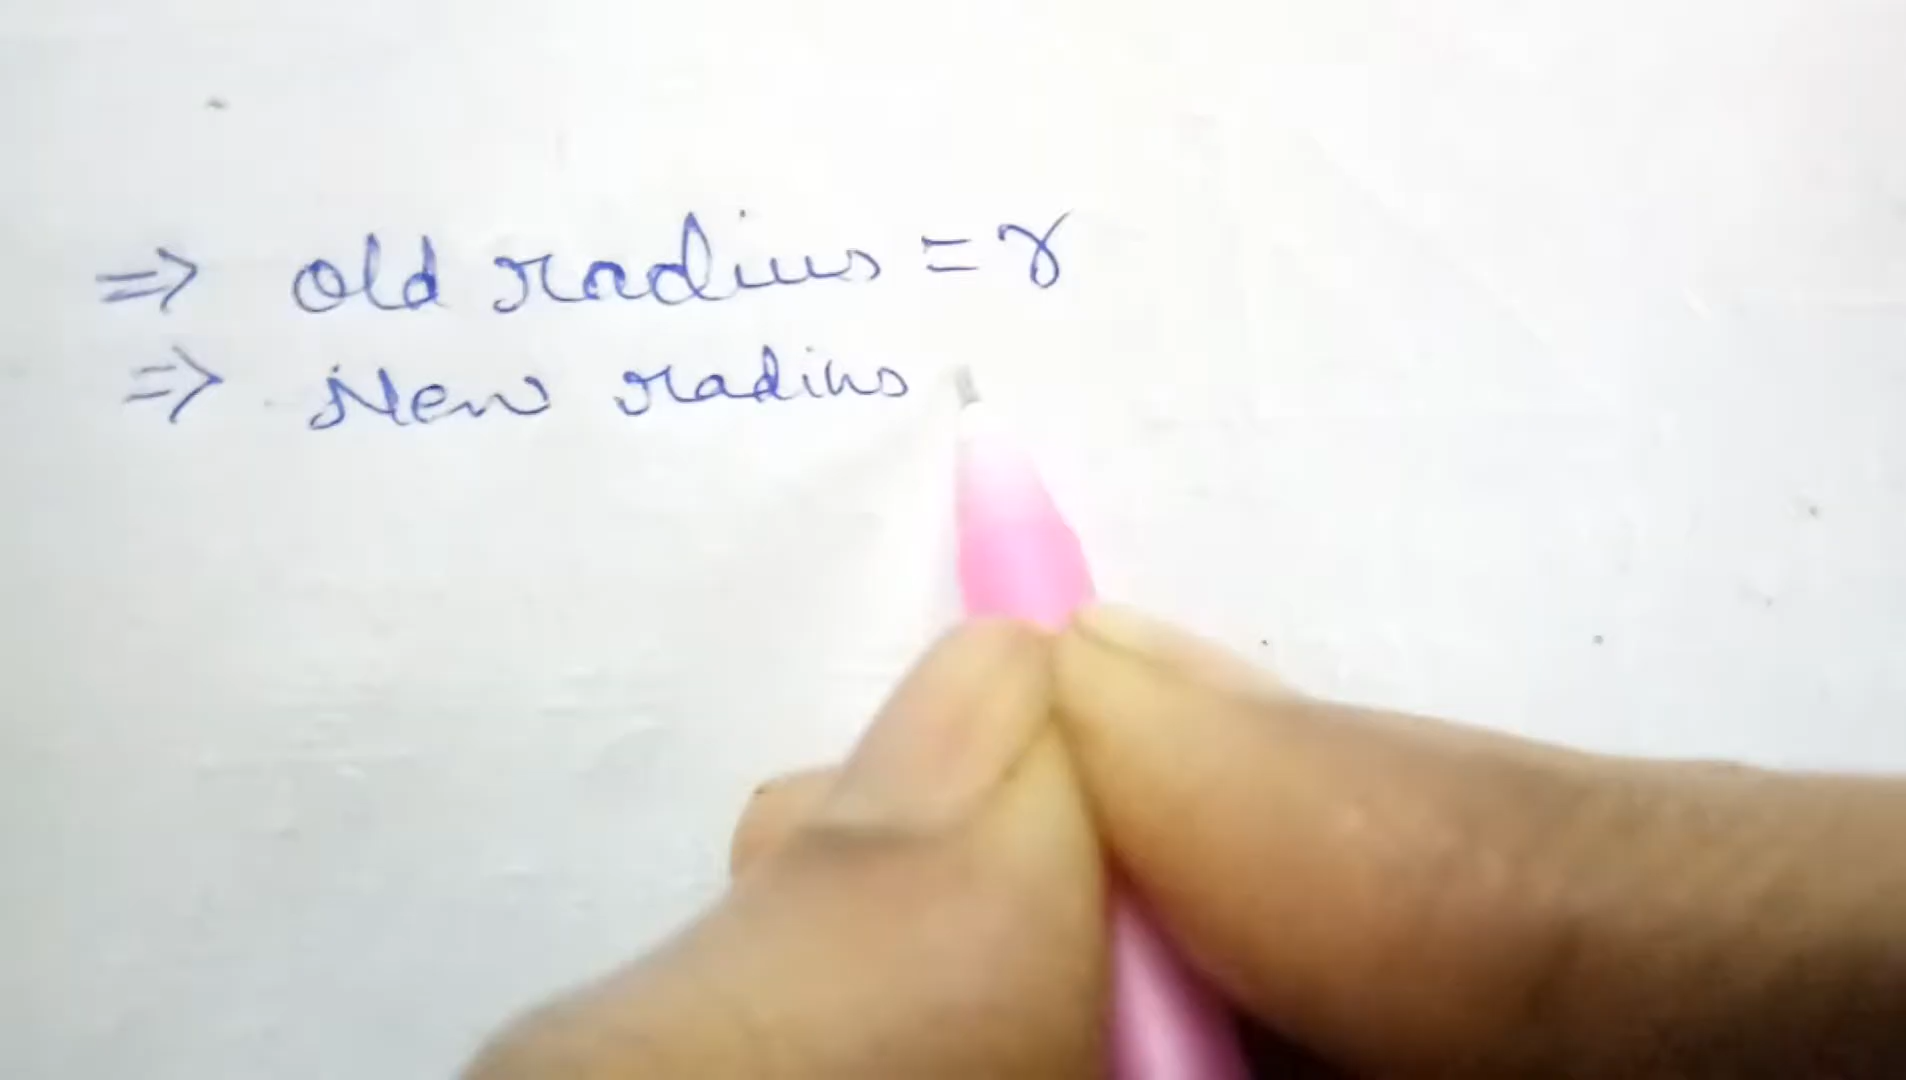 ⇒ old radius = r
⇒ New radius